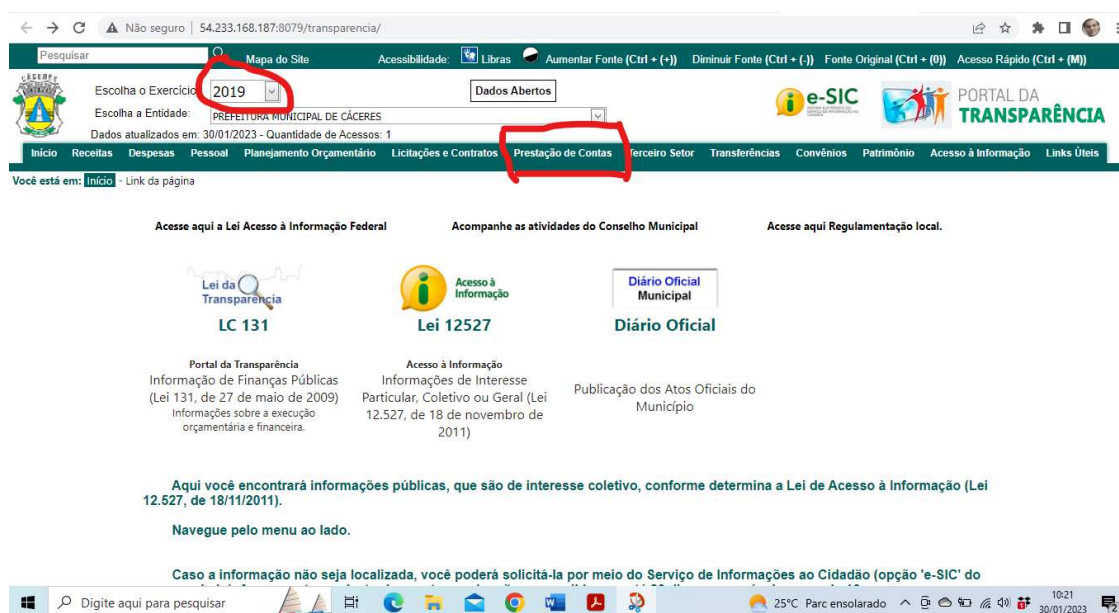 Não seguro | 54.233.168.187:8079/transparencia/
Pesquisar Mapa do Site Acessibilidade: Libras Aumentar Fonte (Ctrl + (+)) Diminuir Fonte (Ctrl + (-)) Fonte Original (Ctrl + (0)) Acesso Rápido (Ctrl + (M))
CÁCERES
Escolha o Exercício 2019 Dados Abertos
Escolha a Entidade: PREFEITURA MUNICIPAL DE CÁCERES
e-SIC
PORTAL DA
TRANSPARÊNCIA
Dados atualizados em: 30/01/2023 - Quantidade de Acessos: 1
Início Receitas Despesas Pessoal Planejamento Orçamentário Licitações e Contratos Prestação de Contas Terceiro Setor Transferências Convênios Patrimônio Acesso à Informação Links Úteis
Você está em: Início - Link da página
Acesse aqui a Lei Acesso à Informação Federal Acompanhe as atividades do Conselho Municipal Acesse aqui Regulamentação local.
Lei da
Transparência
LC 131
Portal da Transparência
Informação de Finanças Públicas
(Lei 131, de 27 de maio de 2009)
Informações sobre a execução
orçamentária e financeira.
Acesso à
Informação
Lei 12527
Acesso à Informação
Informações de Interesse
Particular, Coletivo ou Geral (Lei
12.527, de 18 de novembro de
2011)
Diário Oficial
Municipal
Diário Oficial
Publicação dos Atos Oficiais do
Município
Aqui você encontrará informações públicas, que são de interesse coletivo, conforme determina a Lei de Acesso à Informação (Lei
12.527, de 18/11/2011).
Navegue pelo menu ao lado.
Caso a informação não seja localizada, você poderá solicitá-la por meio do Serviço de Informações ao Cidadão (opção 'e-SIC' do
Digite aqui para pesquisar 25°C Parc ensolarado 10:21
30/01/2023